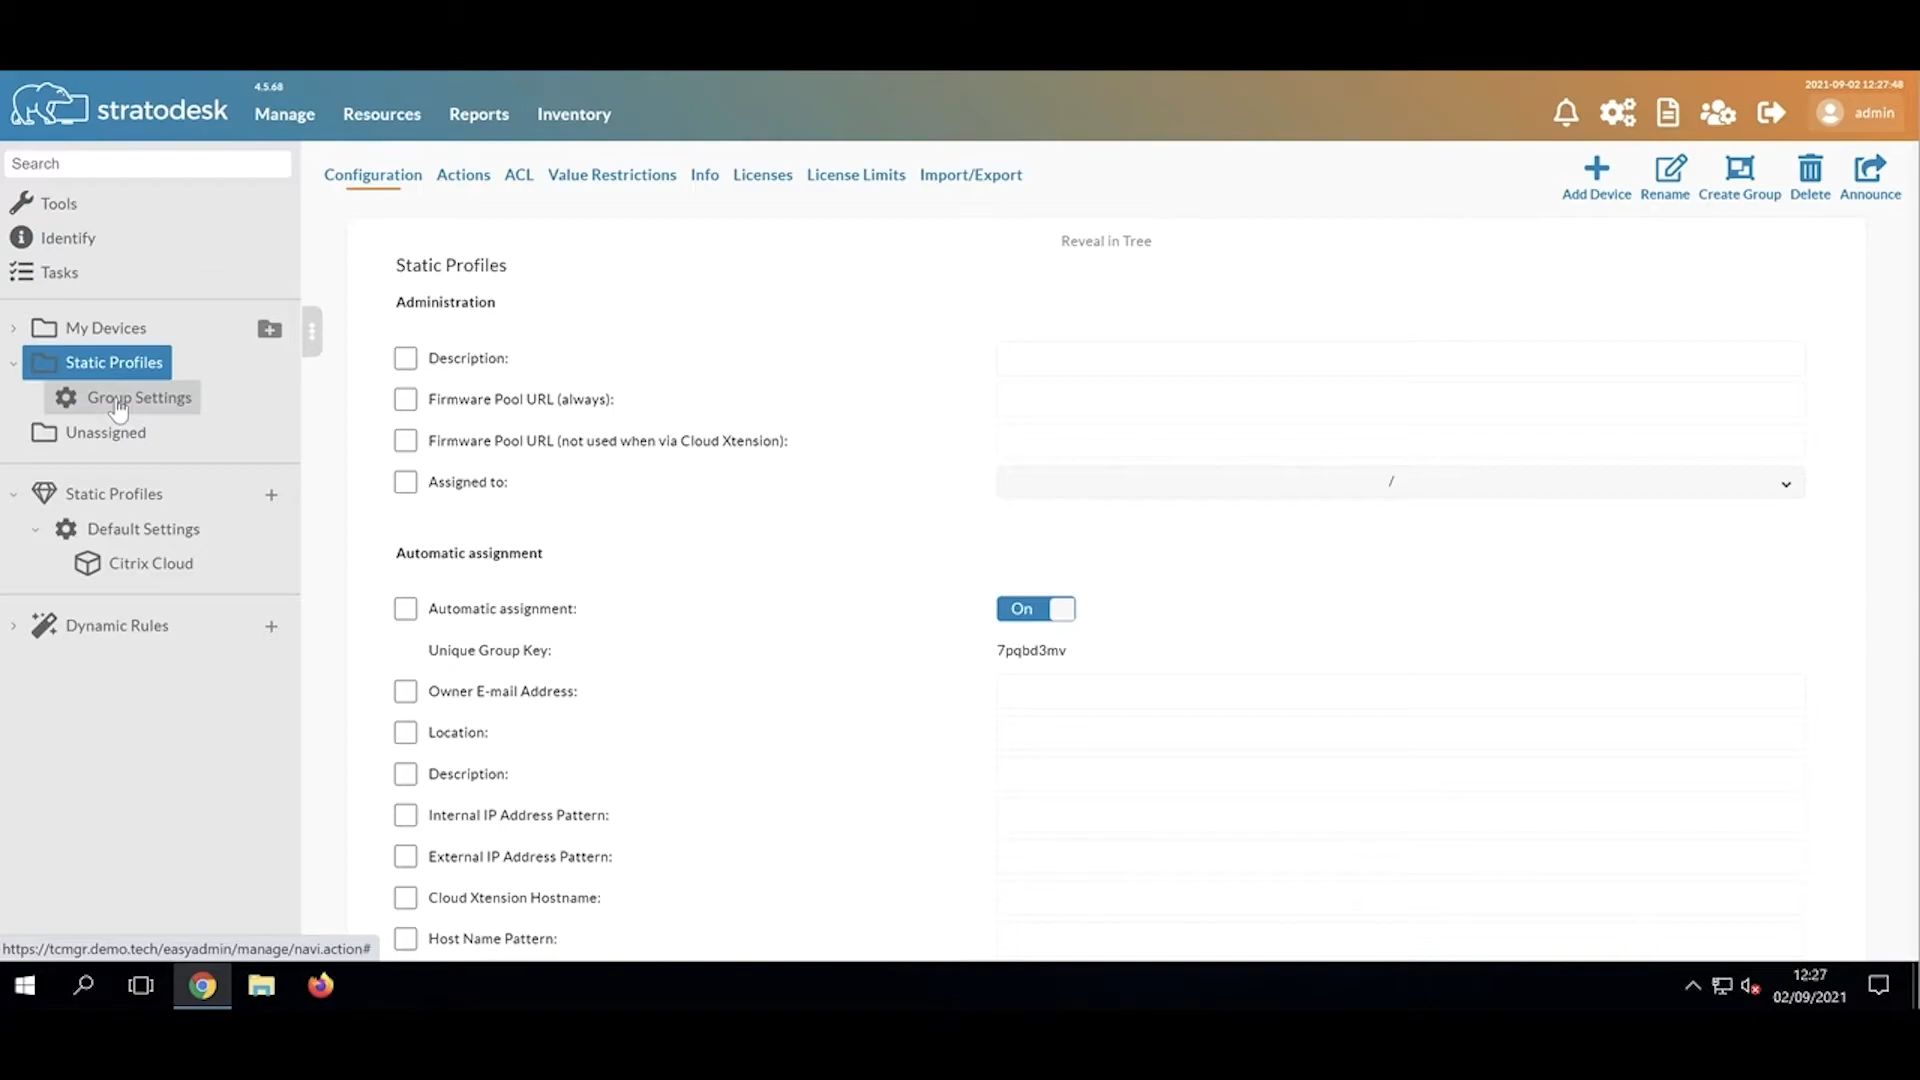 4.5.68
2021-09-02 12:27:48
stratodesk
Manage Resources Reports Inventory
admin
Search
Configuration Actions ACL Value Restrictions Info Licenses License Limits Import/Export
Add Device Rename Create Group Delete Announce
Tools
Identify
Tasks
My Devices
Static Profiles
Group Settings
Unassigned
Static Profiles
Default Settings
Citrix Cloud
Dynamic Rules
Reveal in Tree
Static Profiles
Administration
Description:
Firmware Pool URL (always):
Firmware Pool URL (not used when via Cloud Xtension):
Assigned to: /
Automatic assignment
Automatic assignment: On
Unique Group Key: 7pqbd3mv
Owner E-mail Address:
Location:
Description:
Internal IP Address Pattern:
External IP Address Pattern:
Cloud Xtension Hostname:
Host Name Pattern:
https://tcmgr.demo.tech/easyadmin/manage/navi.action#
12:27
02/09/2021